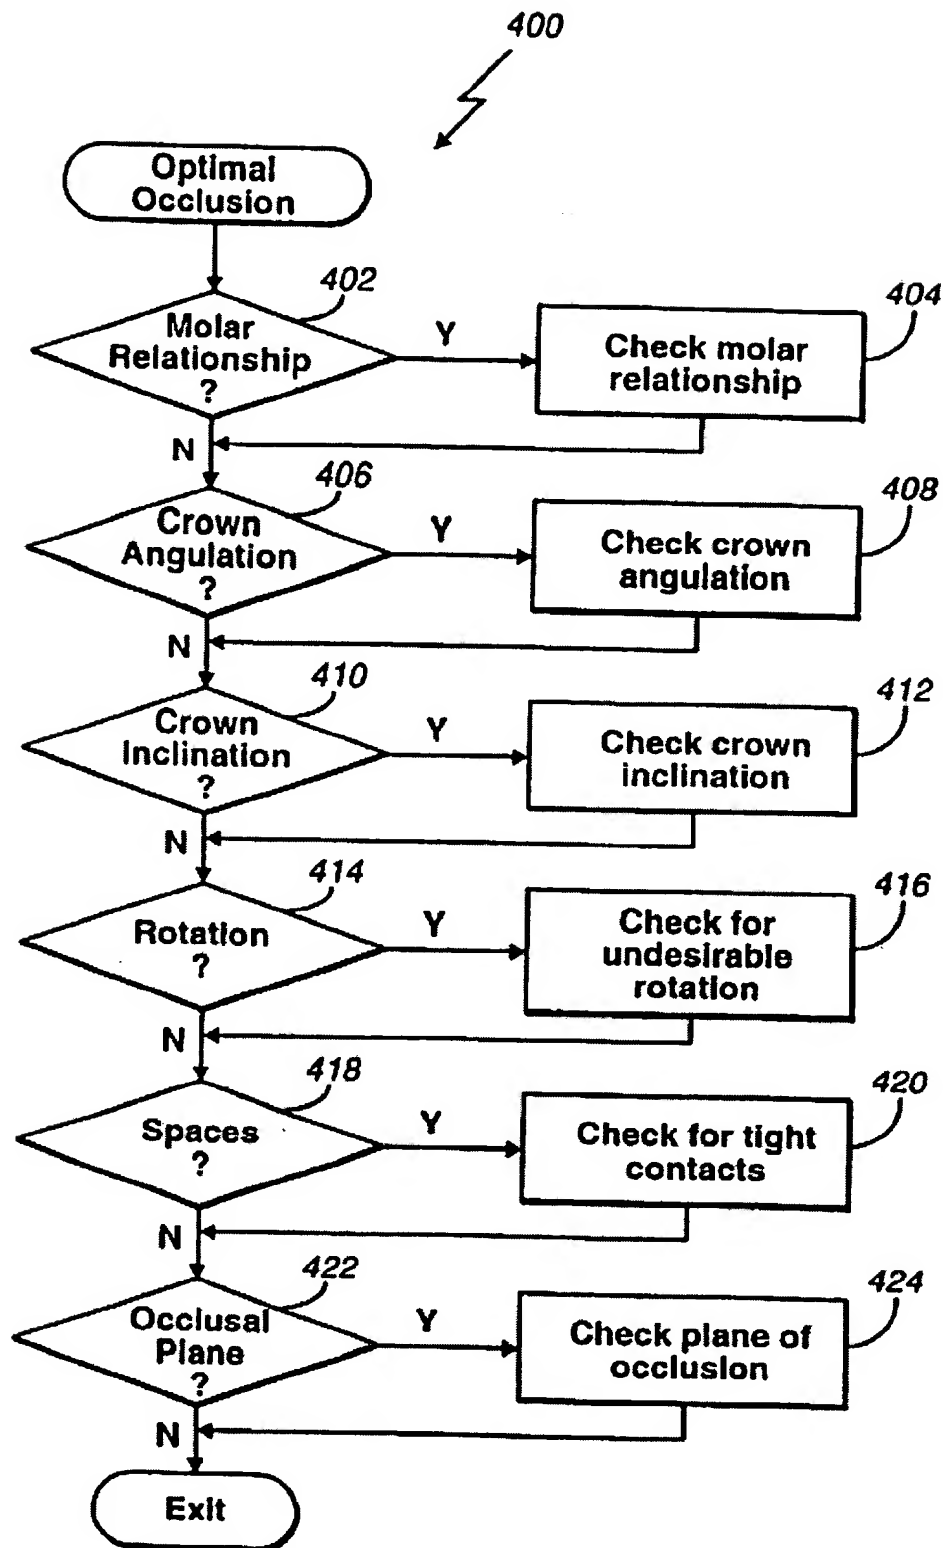 400
Optimal
Occlusion
402
Molar
Relationship
?
Y
404
Check molar
relationship
N
406
Crown
Angulation
?
Y
408
Check crown
angulation
N
410
Crown
Inclination
?
Y
412
Check crown
inclination
N
414
Rotation
?
Y
416
Check for
undesirable
rotation
N
418
Spaces
?
Y
420
Check for tight
contacts
N
422
Occlusal
Plane
?
Y
424
Check plane of
occlusion
N
Exit